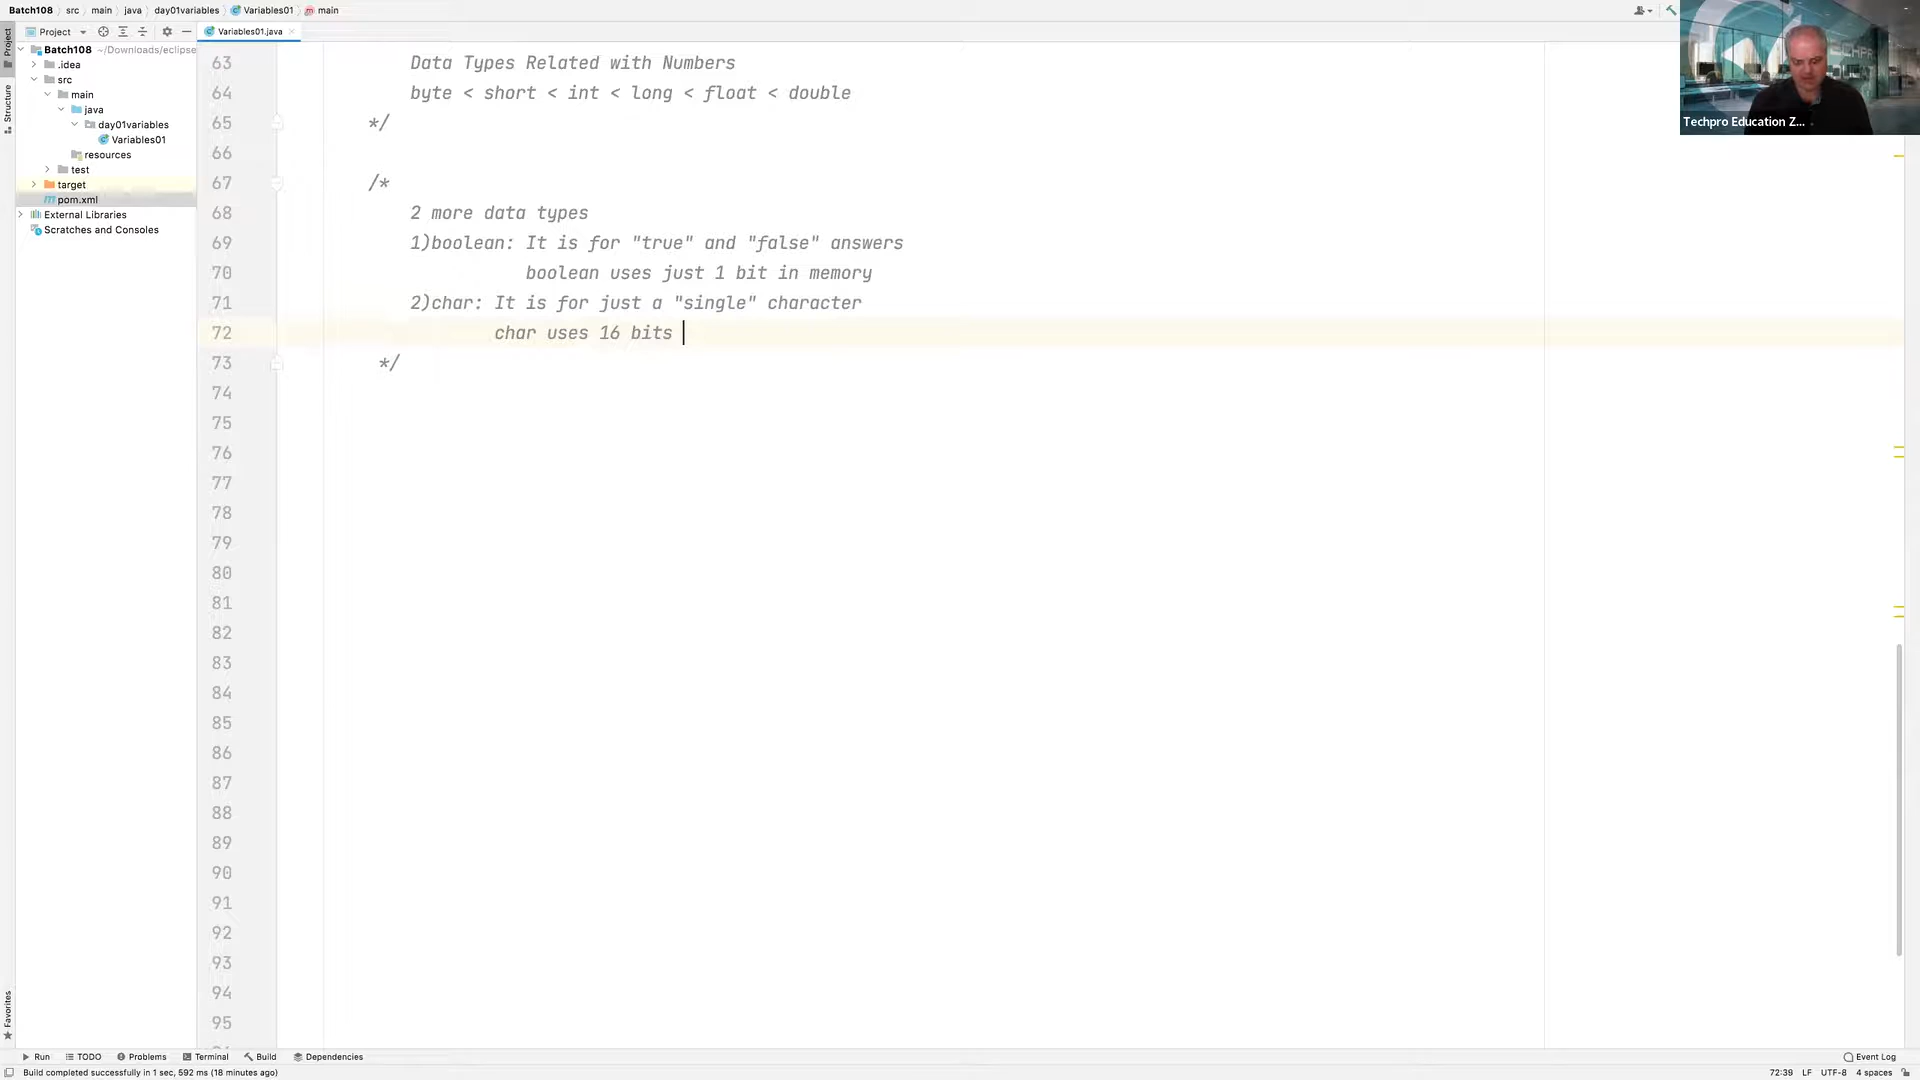 Batch108 src main java day01variables Variables01 main
Project
Variables01.java
Project
Structure
Favorites
Batch108 ~/Downloads/eclipse
.idea
src
main
java
day01variables
Variables01
resources
test
target
pom.xml
External Libraries
Scratches and Consoles
63 Data Types Related with Numbers
64 byte < short < int < long < float < double
65 */
66
67 /*
68 2 more data types
69 1)boolean: It is for "true" and "false" answers
70 boolean uses just 1 bit in memory
71 2)char: It is for just a "single" character
72 char uses 16 bits
73 */
74
75
76
77
78
79
80
81
82
83
84
85
86
87
88
89
90
91
92
93
94
95
Techpro Education Z...
Run TODO Problems Terminal Build Dependencies Event Log
Build completed successfully in 1 sec, 592 ms (18 minutes ago) 72:39 LF UTF-8 4 spaces